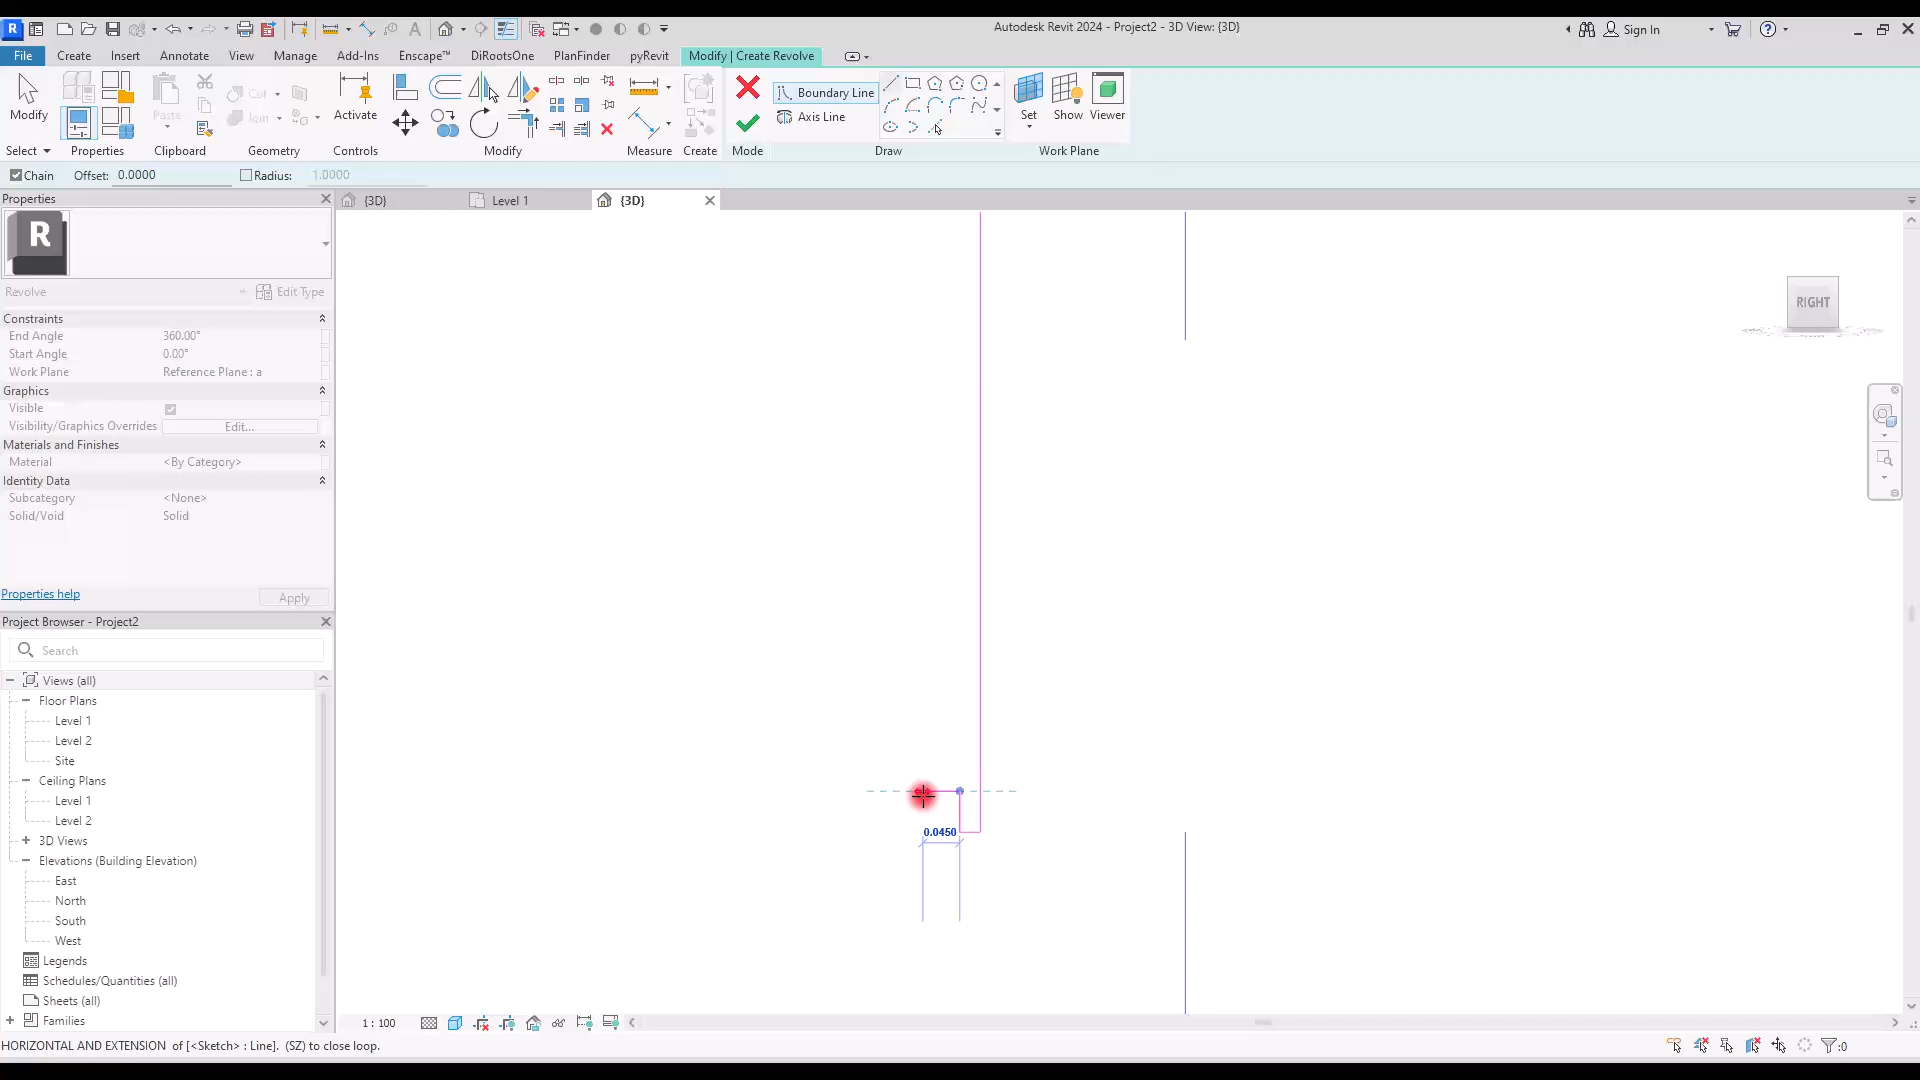 Autodesk Revit 2024 - Project2 - 3D View: {3D}
Sign In
File
Create
Insert
Annotate
View
Manage
Add-Ins
Enscape™
DiRootsOne
PlanFinder
pyRevit
Modify | Create Revolve
Modify
Paste
Cut
Join
Activate
Boundary Line
Axis Line
Set
Show
Viewer
Select
Properties
Clipboard
Geometry
Controls
Modify
Measure
Create
Mode
Draw
Work Plane
Chain
Offset: 0.0000
Radius: 1.0000
Properties
{3D}
Level 1
{3D}
R
Revolve
Edit Type
Constraints
End Angle 360.00°
Start Angle 0.00°
Work Plane Reference Plane : a
Graphics
Visible
Visibility/Graphics Overrides Edit...
Materials and Finishes
Material <By Category>
Identity Data
Subcategory <None>
Solid/Void Solid
Properties help
Apply
RIGHT
0.0450
Project Browser - Project2
Search
Views (all)
Floor Plans
Level 1
Level 2
Site
Ceiling Plans
Level 1
Level 2
3D Views
Elevations (Building Elevation)
East
North
South
West
Legends
Schedules/Quantities (all)
Sheets (all)
Families
1 : 100
HORIZONTAL AND EXTENSION of [<Sketch> : Line]. (SZ) to close loop.
:0